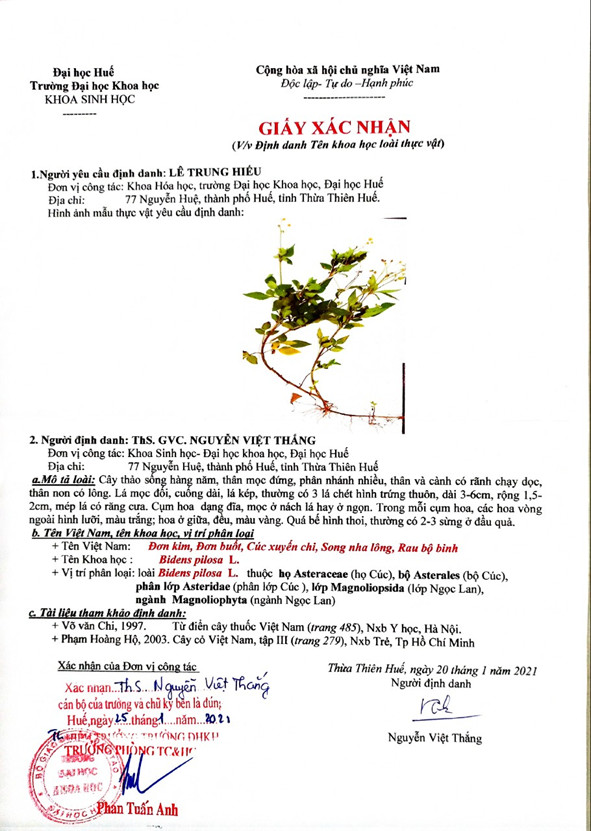 Đại học Huế
Trường Đại học Khoa học
KHOA SINH HỌC
Cộng hòa xã hội chủ nghĩa Việt Nam
Độc lập- Tự do –Hạnh phúc
GIẤY XÁC NHẬN
(V/v Định danh Tên khoa học loài thực vật)
1.Người yêu cầu định danh: LÊ TRUNG HIẾU
Đơn vị công tác: Khoa Hóa học, trường Đại học Khoa học, Đại học Huế
Địa chỉ: 77 Nguyễn Huệ, thành phố Huế, tỉnh Thừa Thiên Huế.
Hình ảnh mẫu thực vật yêu cầu định danh:
2. Người định danh: ThS. GVC. NGUYỄN VIỆT THẮNG
Đơn vị công tác: Khoa Sinh học- Đại học khoa học, Đại học Huế
Địa chỉ: 77 Nguyễn Huệ, thành phố Huế, tỉnh Thừa Thiên Huế
a.Mô tả loài: Cây thảo sống hàng năm, thân mọc đứng, phân nhánh nhiều, thân và cành có rãnh chạy dọc,
thân non có lông. Lá mọc đối, cuống dài, lá kép, thường có 3 lá chét hình trứng thuôn, dài 3-6cm, rộng 1,5-
2cm, mép lá có răng cưa. Cụm hoa dạng đĩa, mọc ở nách lá hay ở ngọn. Trong mỗi cụm hoa, các hoa vòng
ngoài hình lưỡi, màu trắng; hoa ở giữa, đều, màu vàng. Quả bế hình thoi, thường có 2-3 sừng ở đầu quả.
b. Tên Việt Nam, tên khoa học, vị trí phân loại
+ Tên Việt Nam: Đơn kim, Đơn buốt, Cúc xuyến chi, Song nha lông, Rau bộ binh
+ Tên Khoa học : Bidens pilosa L.
+ Vị trí phân loại: loài Bidens pilosa L. thuộc họ Asteraceae (họ Cúc), bộ Asterales (bộ Cúc),
phân lớp Asteridae (phân lớp Cúc ), lớp Magnoliopsida (lớp Ngọc Lan),
ngành Magnoliophyta (ngành Ngọc Lan)
c. Tài liệu tham khảo định danh:
+ Võ văn Chi, 1997. Từ điển cây thuốc Việt Nam (trang 485), Nxb Y học, Hà Nội.
+ Phạm Hoàng Hộ, 2003. Cây cỏ Việt Nam, tập III (trang 279), Nxb Trẻ, Tp Hồ Chí Minh
Xác nhận của Đơn vị công tác
Xác nhận ThS. Nguyễn Việt Thắng
cán bộ của trường và chữ ký bên là đúng;
Huế,ngày 25 tháng 1 năm 2021
TRƯỞNG PHÒNG TC&HC
ĐẠI HỌC
KHOA HỌC
Phan Tuấn Anh
Thừa Thiên Huế, ngày 20 tháng 1 năm 2021
Người định danh
Nguyễn Việt Thắng